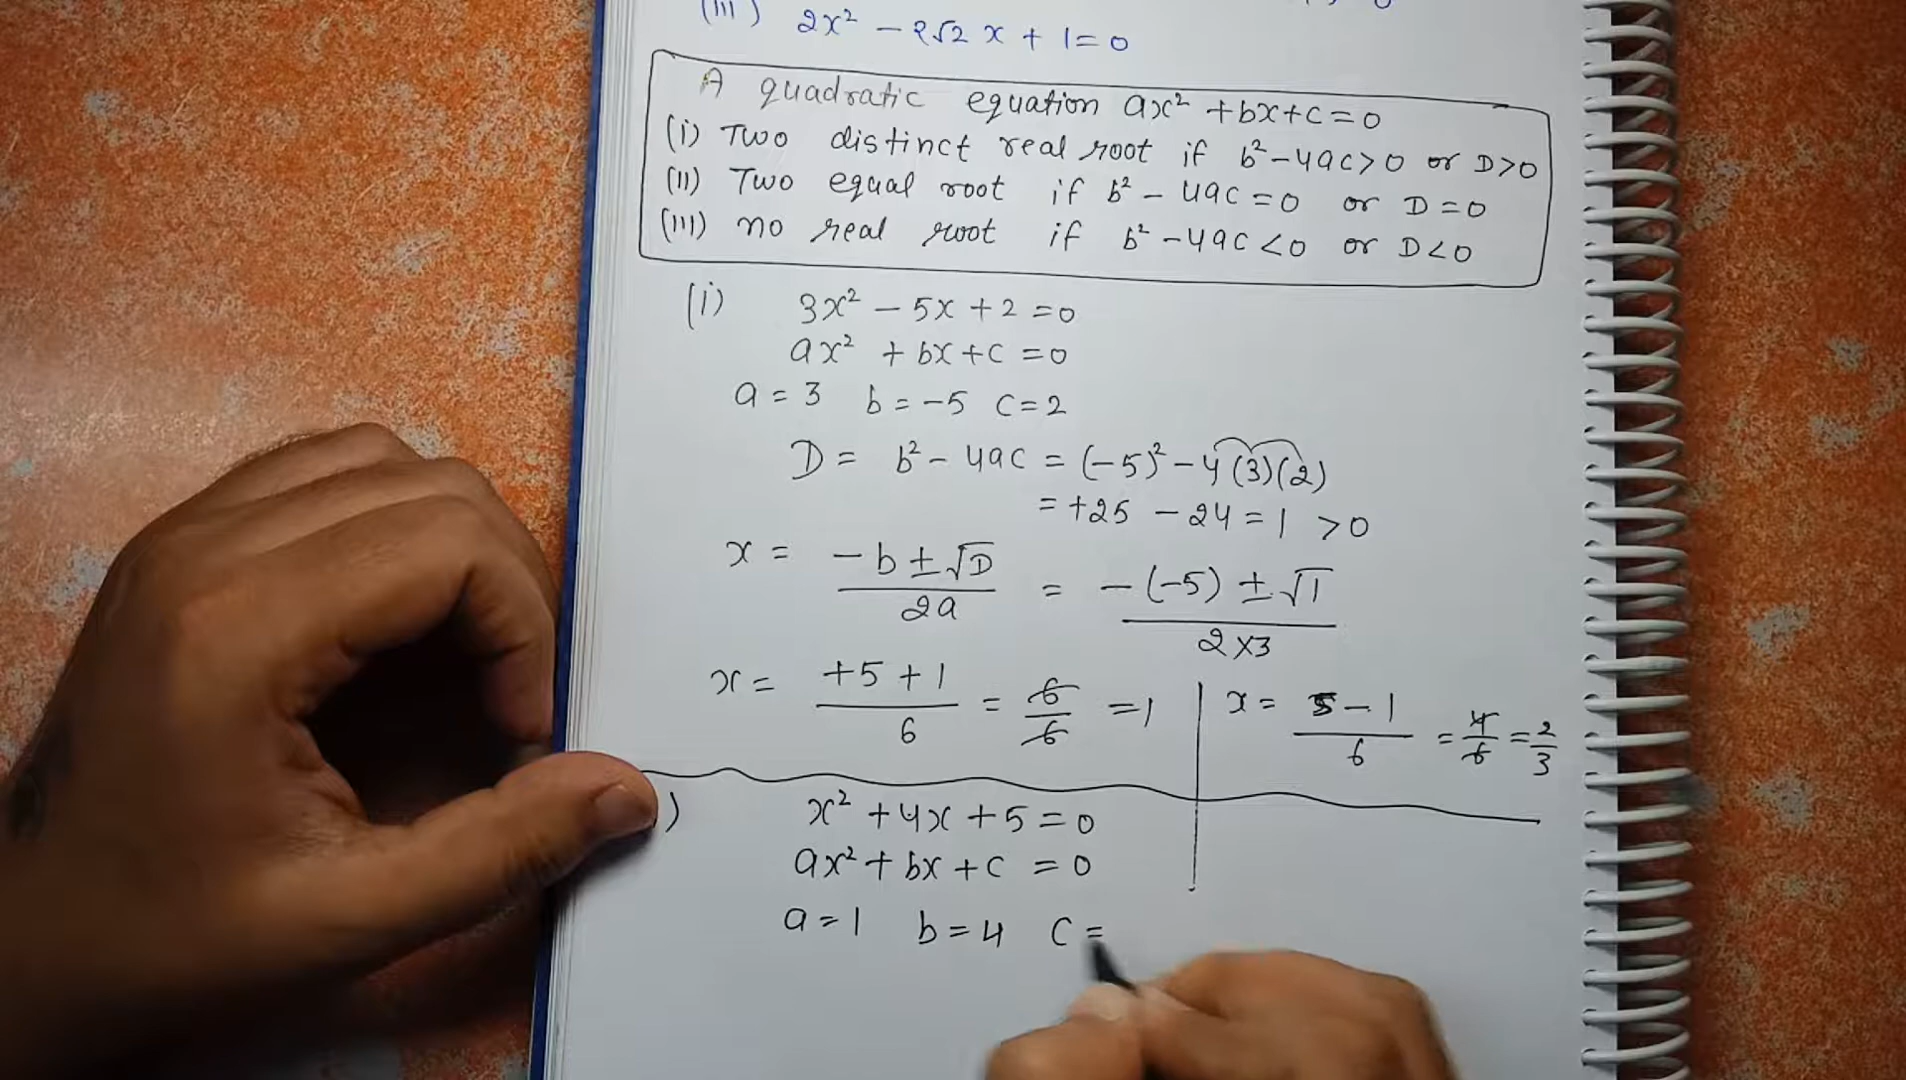 (III) 2x² - 2√2 x + 1 = 0
A quadratic equation ax² + bx + c = 0
(i) Two distinct real root if b² - 4ac > 0 or D > 0
(II) Two equal root if b² - 4ac = 0 or D = 0
(III) no real root if b² - 4ac < 0 or D < 0
(i) 3x² - 5x + 2 = 0
ax² + bx + c = 0
a = 3 b = -5 c = 2
D = b² - 4ac = (-5)² - 4(3)(2)
= +25 - 24 = 1 > 0
x = (-b ± √D)/2a = (-(-5) ± √1)/(2×3)
x = (+5 + 1)/6 = 6/6 = 1 | x = (5 - 1)/6 = 4/6 = 2/3
) x² + 4x + 5 = 0
ax² + bx + c = 0
a = 1 b = 4 c =